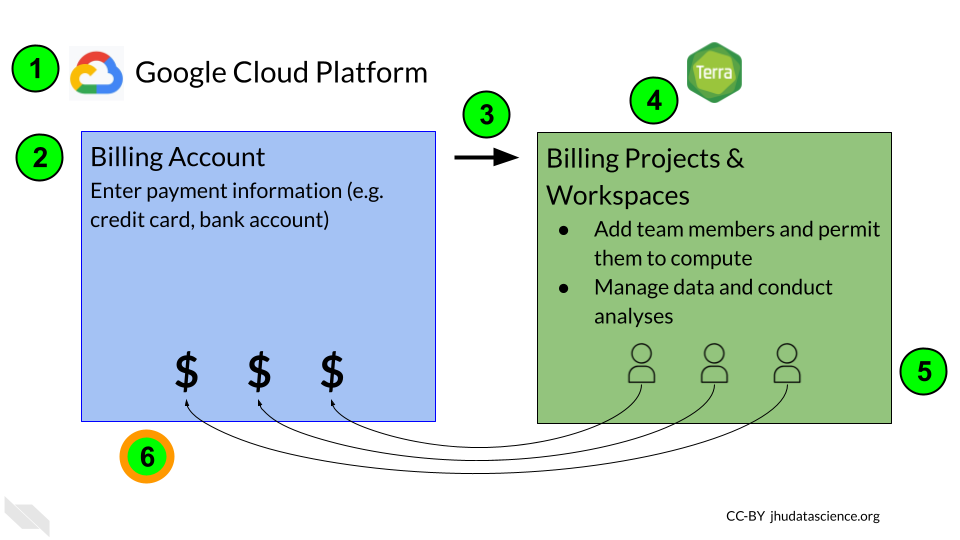 1
Google Cloud Platform
Terra
3
4
2
Billing Account
Enter payment information (e.g.
credit card, bank account)
Billing Projects &
Workspaces
● Add team members and permit
them to compute
● Manage data and conduct
analyses
$ $ $
5
6
CC-BY jhudatascience.org